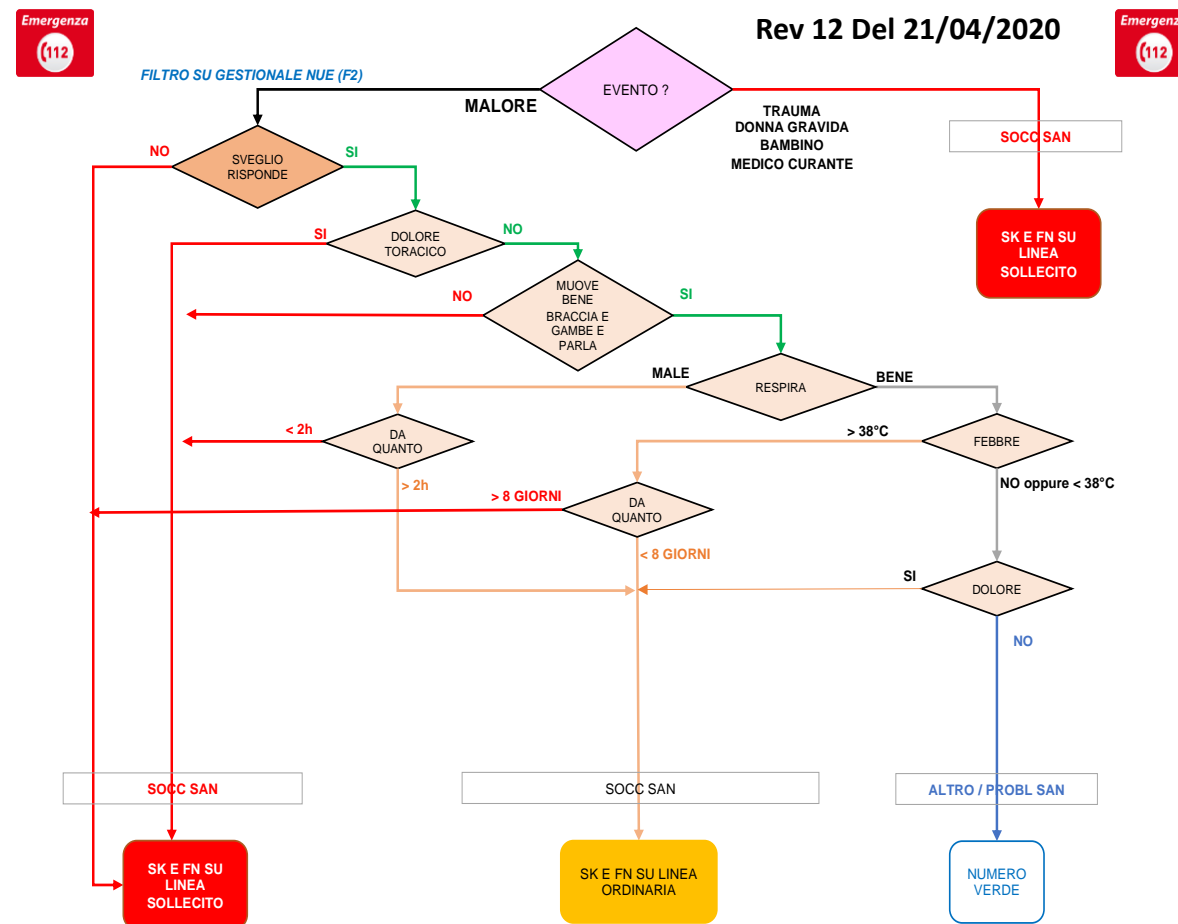 Emergenza
112
Rev 12 Del 21/04/2020
Emergenza
112
FILTRO SU GESTIONALE NUE (F2)
EVENTO ?
MALORE
TRAUMA
DONNA GRAVIDA
BAMBINO
MEDICO CURANTE
SOCC SAN
NO
SVEGLIO
RISPONDE
SI
SI
DOLORE
TORACICO
NO
SK E FN SU
LINEA
SOLLECITO
NO
MUOVE
BENE
BRACCIA E
GAMBE E
PARLA
SI
MALE
RESPIRA
BENE
< 2h
DA
QUANTO
> 38°C
FEBBRE
> 2h
NO oppure < 38°C
> 8 GIORNI
DA
QUANTO
< 8 GIORNI
SI
DOLORE
NO
SOCC SAN
SOCC SAN
ALTRO / PROBL SAN
SK E FN SU
LINEA
SOLLECITO
SK E FN SU LINEA
ORDINARIA
NUMERO
VERDE